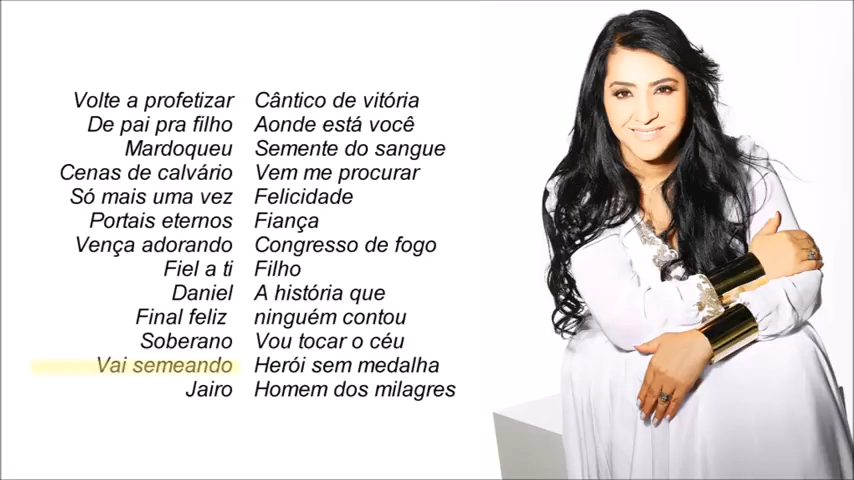 Volte a profetizar
De pai pra filho
Mardoqueu
Cenas de calvário
Só mais uma vez
Portais eternos
Vença adorando
Fiel a ti
Daniel
Final feliz
Soberano
Vai semeando
Jairo
Cântico de vitória
Aonde está você
Semente do sangue
Vem me procurar
Felicidade
Fiança
Congresso de fogo
Filho
A história que
ninguém contou
Vou tocar o céu
Herói sem medalha
Homem dos milagres